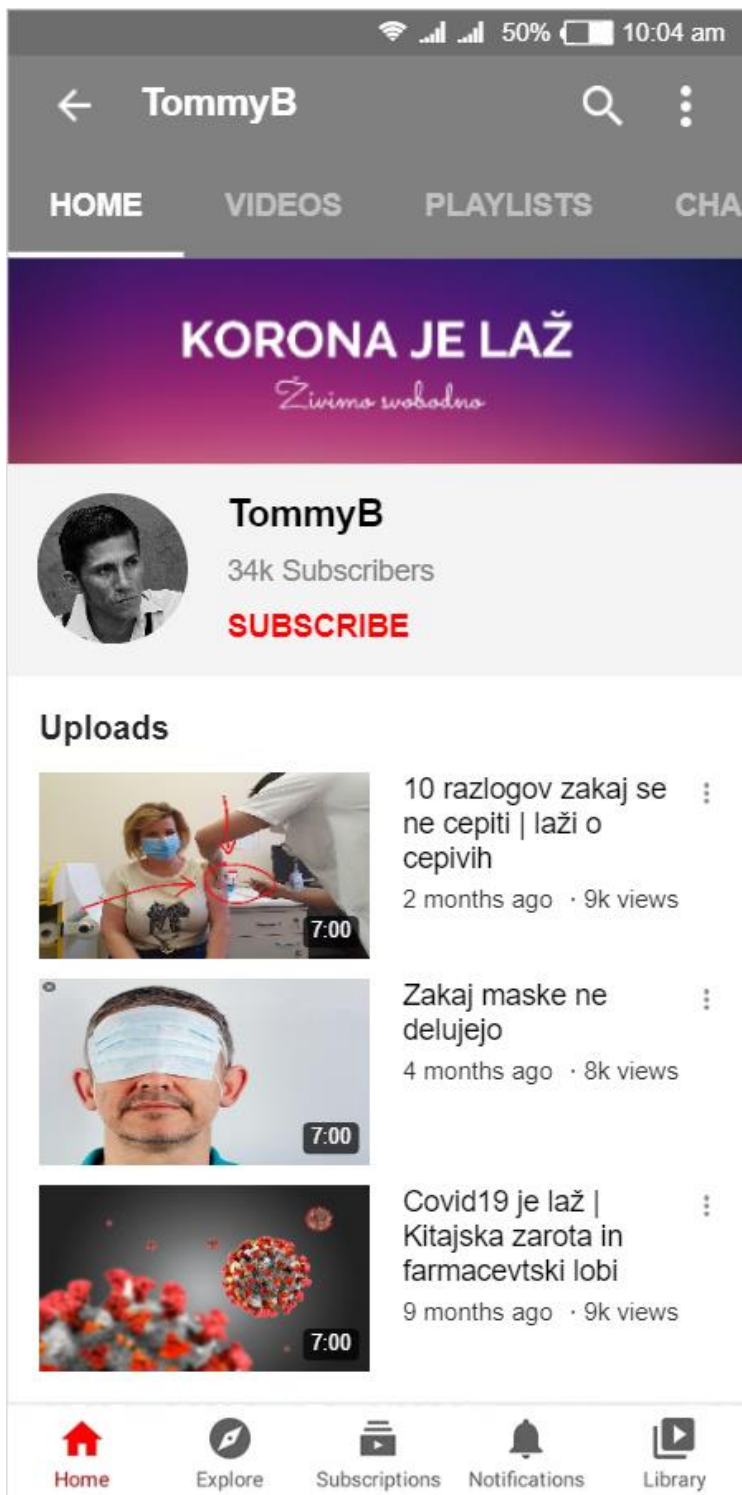 50% 10:04 am
TommyB
HOME VIDEOS PLAYLISTS CHA
KORONA JE LAŽ
Živimo svobodno
TommyB
34k Subscribers
SUBSCRIBE
Uploads
10 razlogov zakaj se
ne cepiti | laži o
cepivih
2 months ago · 9k views
7:00
Zakaj maske ne
delujejo
4 months ago · 8k views
7:00
Covid19 je laž |
Kitajska zarota in
farmacevtski lobi
9 months ago · 9k views
7:00
Home Explore Subscriptions Notifications Library